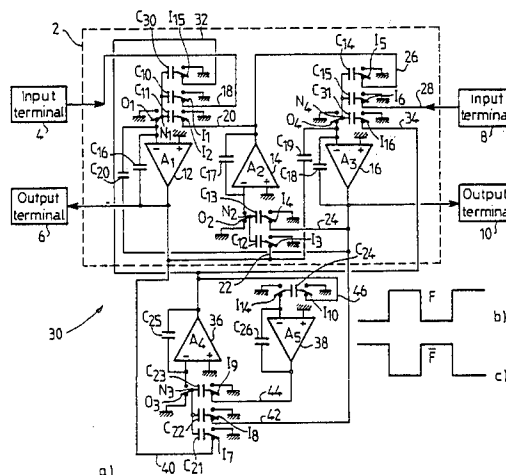 C30
I15
32
2
C14
I5
Input terminal 4
C10
18
C15
26
28
Input terminal 8
C11
20
C31
I6
O1
N1
I1
I2
N4
O4
I16
34
C20
C16
A1
12
C17
A2
14
C19
C18
A3
16
Output terminal 6
C13
I4
O2
N2
24
C12
I3
Output terminal 10
22
C24
30
I14
I10
46
F
b)
C25
A4
36
C26
A5
38
F̄
c)
C23
I9
N3
O3
44
C22
I8
42
C21
I7
a)
40
- +